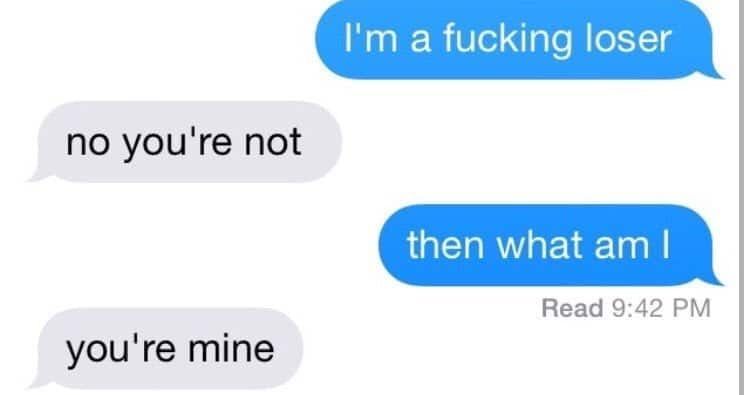 I'm a fucking loser
no you're not
then what am I
Read 9:42 PM
you're mine